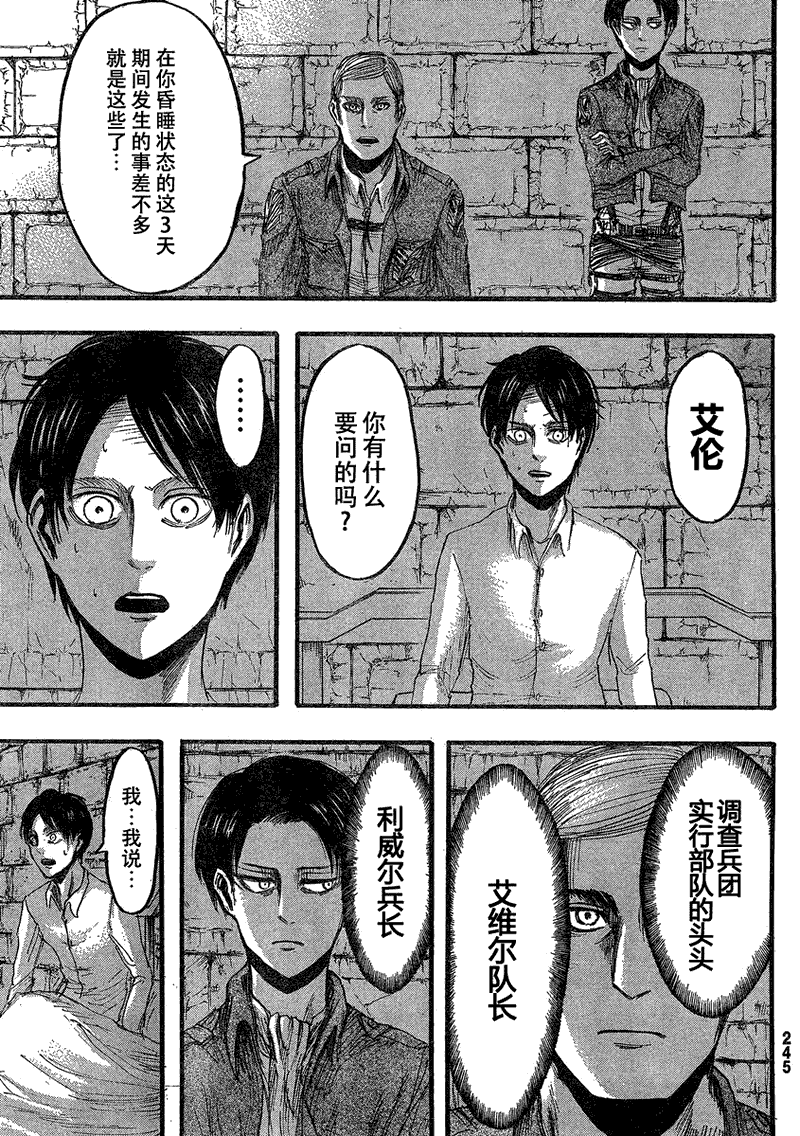 在你昏睡状态的这3天
期间发生的事差不多
就是这些了…
艾伦
你有什么
要问的吗?
……
调查兵团
实行部队的头头
艾维尔队长
利威尔兵长
我…我说…
245